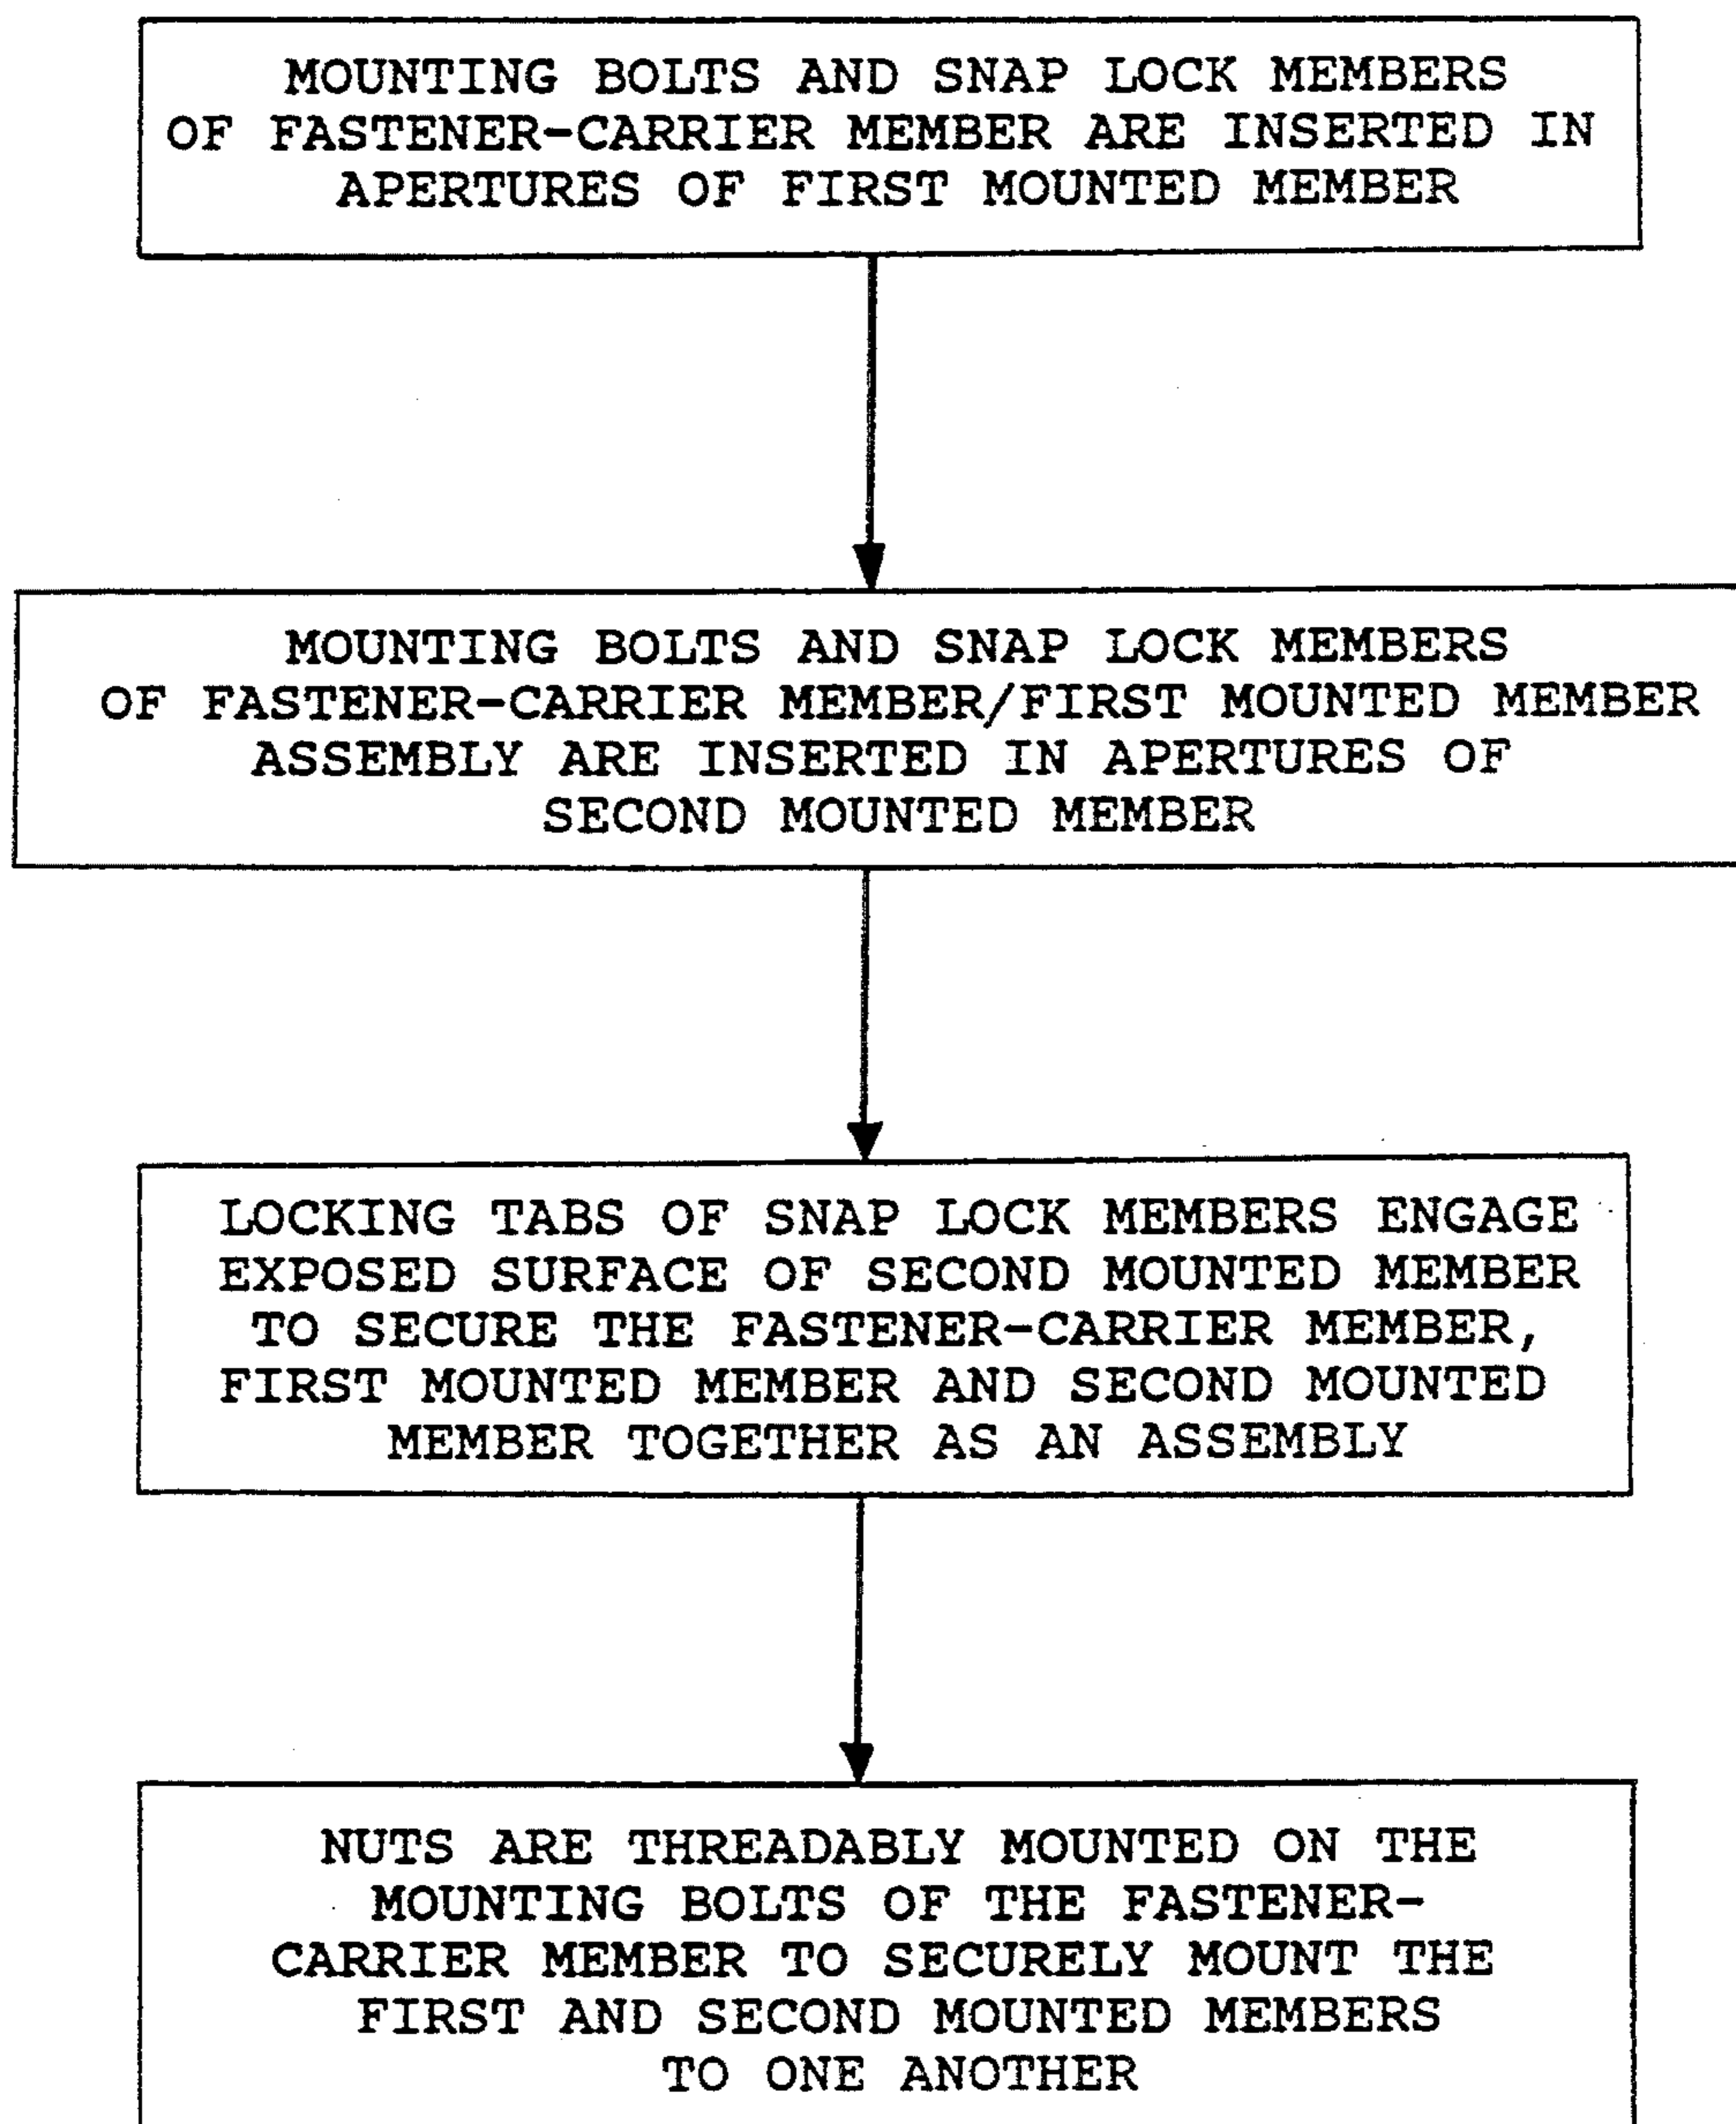 MOUNTING BOLTS AND SNAP LOCK MEMBERS
OF FASTENER-CARRIER MEMBER ARE INSERTED IN
APERTURES OF FIRST MOUNTED MEMBER
MOUNTING BOLTS AND SNAP LOCK MEMBERS
OF FASTENER-CARRIER MEMBER/FIRST MOUNTED MEMBER
ASSEMBLY ARE INSERTED IN APERTURES OF
SECOND MOUNTED MEMBER
LOCKING TABS OF SNAP LOCK MEMBERS ENGAGE
EXPOSED SURFACE OF SECOND MOUNTED MEMBER
TO SECURE THE FASTENER-CARRIER MEMBER,
FIRST MOUNTED MEMBER AND SECOND MOUNTED
MEMBER TOGETHER AS AN ASSEMBLY
NUTS ARE THREADABLY MOUNTED ON THE
MOUNTING BOLTS OF THE FASTENER-
CARRIER MEMBER TO SECURELY MOUNT THE
FIRST AND SECOND MOUNTED MEMBERS
TO ONE ANOTHER